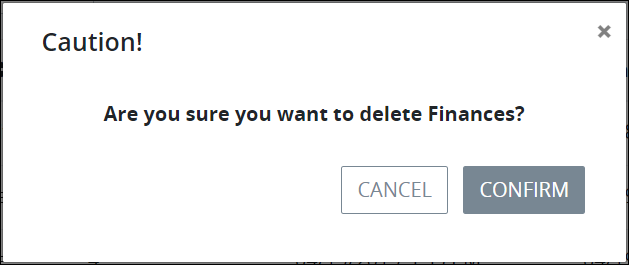 Caution!
×
Are you sure you want to delete Finances?
CANCEL
CONFIRM